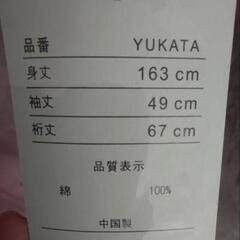 品番 YUKATA
身丈 163 cm
袖丈 49 cm
裄丈 67 cm
品質表示
綿 100%
中国製